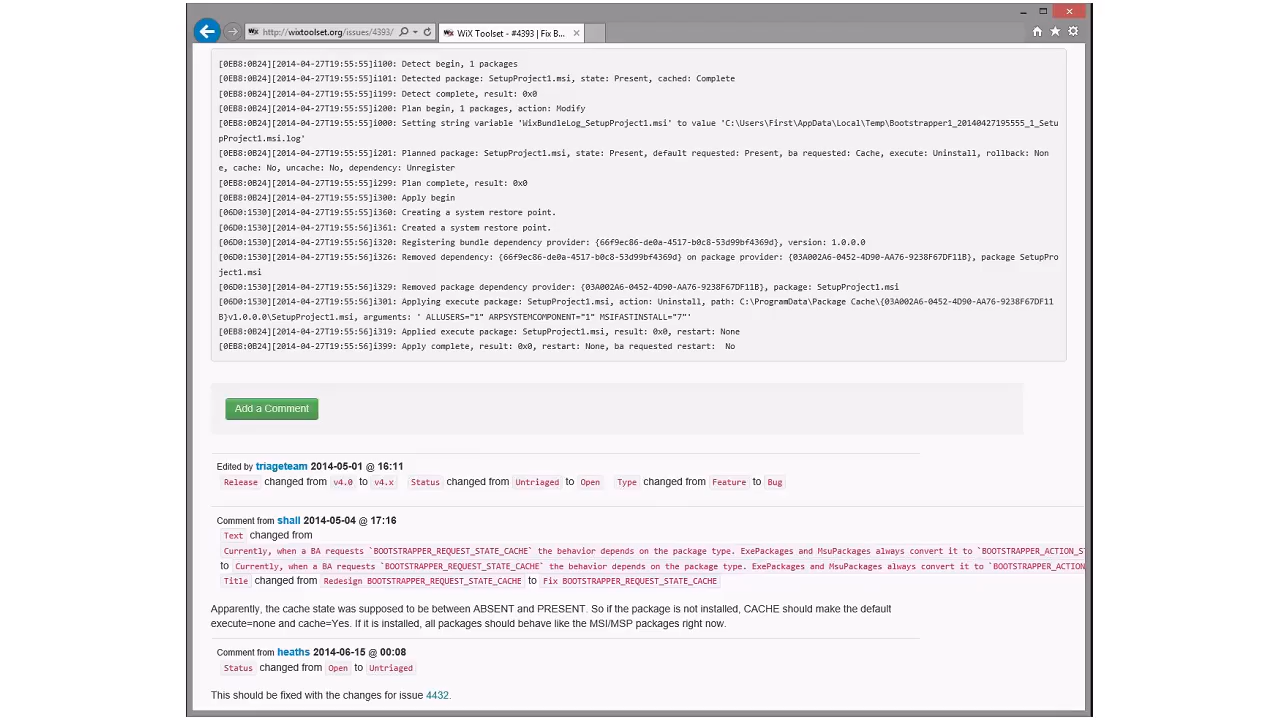 http://wixtoolset.org/issues/4393/
WiX Toolset - #4393 | Fix B...
[0EB8:0B24][2014-04-27T19:55:55]i100: Detect begin, 1 packages
[0EB8:0B24][2014-04-27T19:55:55]i101: Detected package: SetupProject1.msi, state: Present, cached: Complete
[0EB8:0B24][2014-04-27T19:55:55]i199: Detect complete, result: 0x0
[0EB8:0B24][2014-04-27T19:55:55]i200: Plan begin, 1 packages, action: Modify
[0EB8:0B24][2014-04-27T19:55:55]i000: Setting string variable 'WixBundleLog_SetupProject1.msi' to value 'C:\Users\First\AppData\Local\Temp\Bootstrapper1_20140427195555_1_Setu
pProject1.msi.log'
[0EB8:0B24][2014-04-27T19:55:55]i201: Planned package: SetupProject1.msi, state: Present, default requested: Present, ba requested: Cache, execute: Uninstall, rollback: Non
e, cache: No, uncache: No, dependency: Unregister
[0EB8:0B24][2014-04-27T19:55:55]i299: Plan complete, result: 0x0
[0EB8:0B24][2014-04-27T19:55:55]i300: Apply begin
[06D0:1530][2014-04-27T19:55:55]i360: Creating a system restore point.
[06D0:1530][2014-04-27T19:55:56]i361: Created a system restore point.
[06D0:1530][2014-04-27T19:55:56]i320: Registering bundle dependency provider: {66f9ec86-de0a-4517-b0c8-53d99bf4369d}, version: 1.0.0.0
[06D0:1530][2014-04-27T19:55:56]i326: Removed dependency: {66f9ec86-de0a-4517-b0c8-53d99bf4369d} on package provider: {03A002A6-0452-4D90-AA76-9238F67DF11B}, package SetupPro
ject1.msi
[06D0:1530][2014-04-27T19:55:56]i329: Removed package dependency provider: {03A002A6-0452-4D90-AA76-9238F67DF11B}, package: SetupProject1.msi
[06D0:1530][2014-04-27T19:55:56]i301: Applying execute package: SetupProject1.msi, action: Uninstall, path: C:\ProgramData\Package Cache\{03A002A6-0452-4D90-AA76-9238F67DF11
B}v1.0.0.0\SetupProject1.msi, arguments: ' ALLUSERS="1" ARPSYSTEMCOMPONENT="1" MSIFASTINSTALL="7"'
[0EB8:0B24][2014-04-27T19:55:56]i319: Applied execute package: SetupProject1.msi, result: 0x0, restart: None
[0EB8:0B24][2014-04-27T19:55:56]i399: Apply complete, result: 0x0, restart: None, ba requested restart:  No
Add a Comment
Edited by triageteam 2014-05-01 @ 16:11
Release changed from v4.0 to v4.x Status changed from Untriaged to Open Type changed from Feature to Bug
Comment from shall 2014-05-04 @ 17:16
Text changed from
Currently, when a BA requests `BOOTSTRAPPER_REQUEST_STATE_CACHE` the behavior depends on the package type. ExePackages and MsuPackages always convert it to `BOOTSTRAPPER_ACTION_ST
to Currently, when a BA requests `BOOTSTRAPPER_REQUEST_STATE_CACHE` the behavior depends on the package type. ExePackages and MsuPackages always convert it to `BOOTSTRAPPER_ACTION
Title changed from Redesign BOOTSTRAPPER_REQUEST_STATE_CACHE to Fix BOOTSTRAPPER_REQUEST_STATE_CACHE
Apparently, the cache state was supposed to be between ABSENT and PRESENT. So if the package is not installed, CACHE should make the default
execute=none and cache=Yes. If it is installed, all packages should behave like the MSI/MSP packages right now.
Comment from heaths 2014-06-15 @ 00:08
Status changed from Open to Untriaged
This should be fixed with the changes for issue 4432.